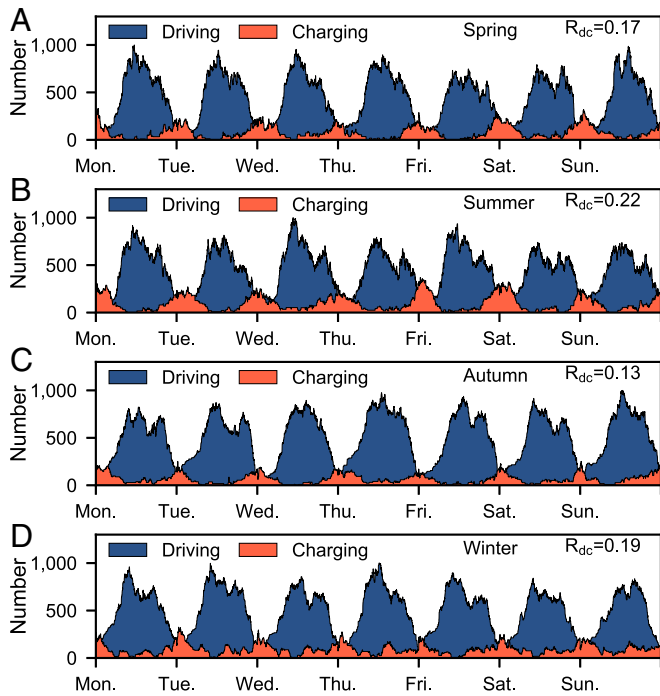 A
Driving Charging Spring Rdc=0.17
1,000
500
0
Number
Mon. Tue. Wed. Thu. Fri. Sat. Sun.
B
Driving Charging Summer Rdc=0.22
1,000
500
0
Number
Mon. Tue. Wed. Thu. Fri. Sat. Sun.
C
Driving Charging Autumn Rdc=0.13
1,000
500
0
Number
Mon. Tue. Wed. Thu. Fri. Sat. Sun.
D
Driving Charging Winter Rdc=0.19
1,000
500
0
Number
Mon. Tue. Wed. Thu. Fri. Sat. Sun.